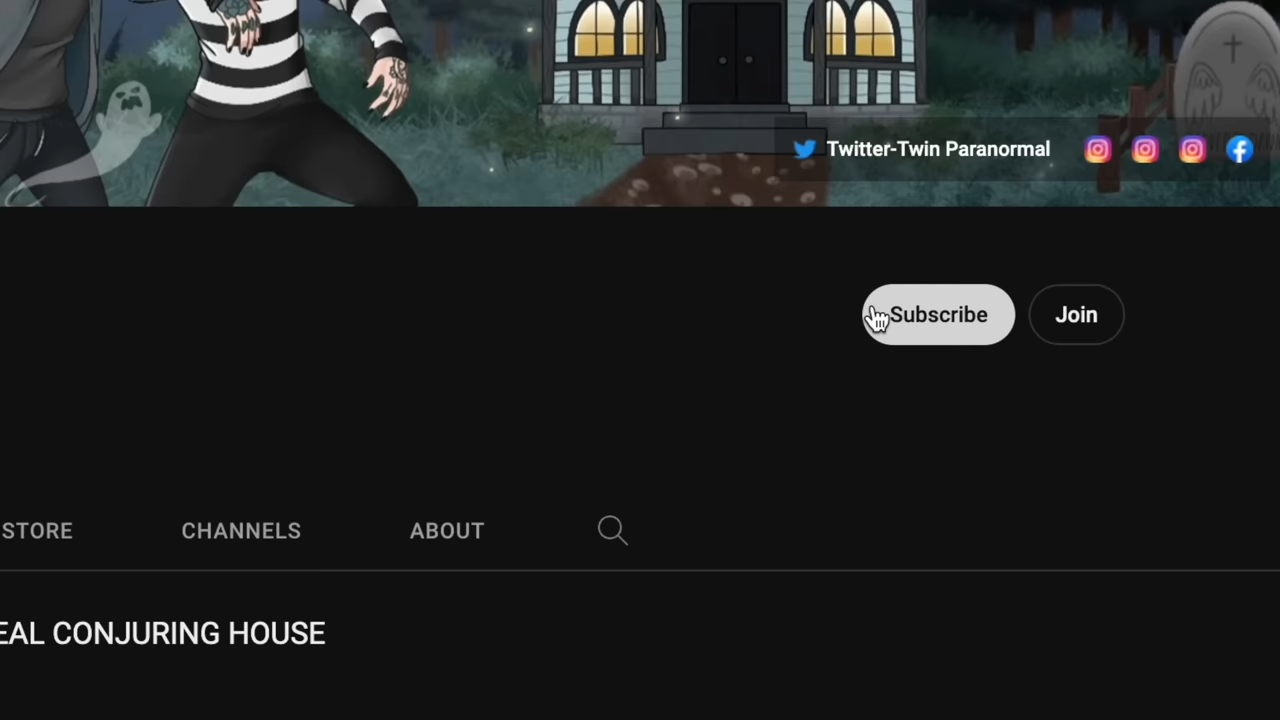 Twitter-Twin Paranormal
Subscribe
Join
STORE
CHANNELS
ABOUT
EAL CONJURING HOUSE